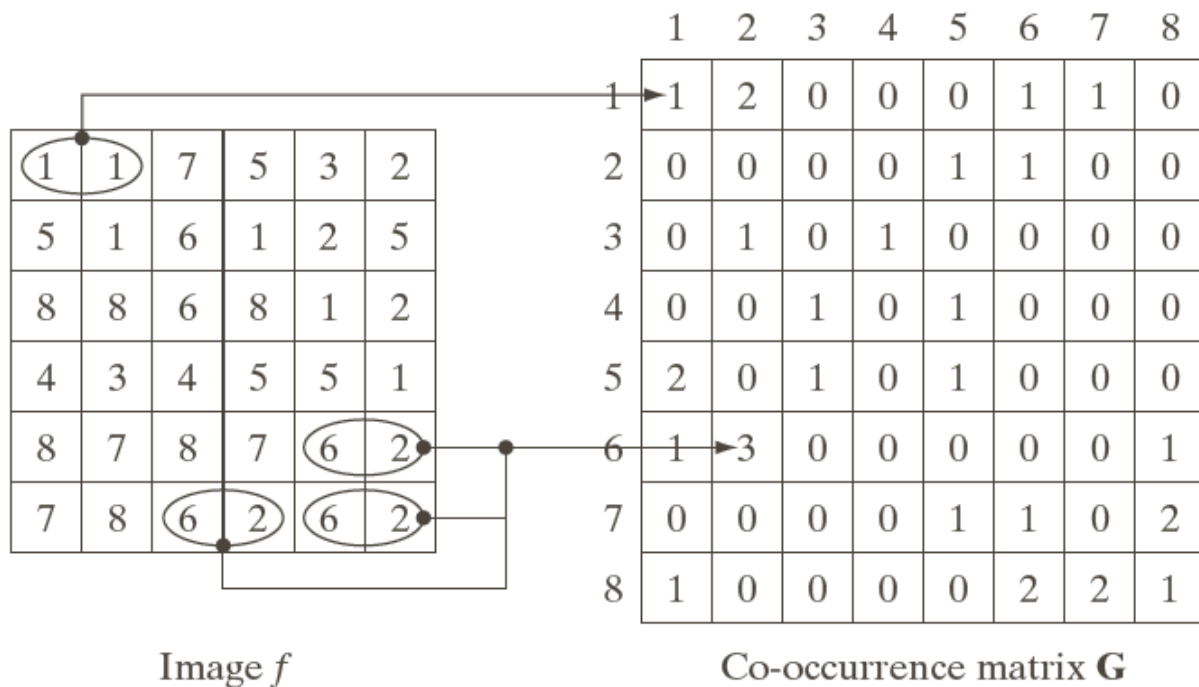 1 2 3 4 5 6 7 8
1 1 2 0 0 0 1 1 0
2 0 0 0 0 1 1 0 0
3 0 1 0 1 0 0 0 0
4 0 0 1 0 1 0 0 0
5 2 0 1 0 1 0 0 0
6 1 3 0 0 0 0 0 1
7 0 0 0 0 1 1 0 2
8 1 0 0 0 0 2 2 1
1 1 7 5 3 2
5 1 6 1 2 5
8 8 6 8 1 2
4 3 4 5 5 1
8 7 8 7 6 2
7 8 6 2 6 2
Image f
Co-occurrence matrix G